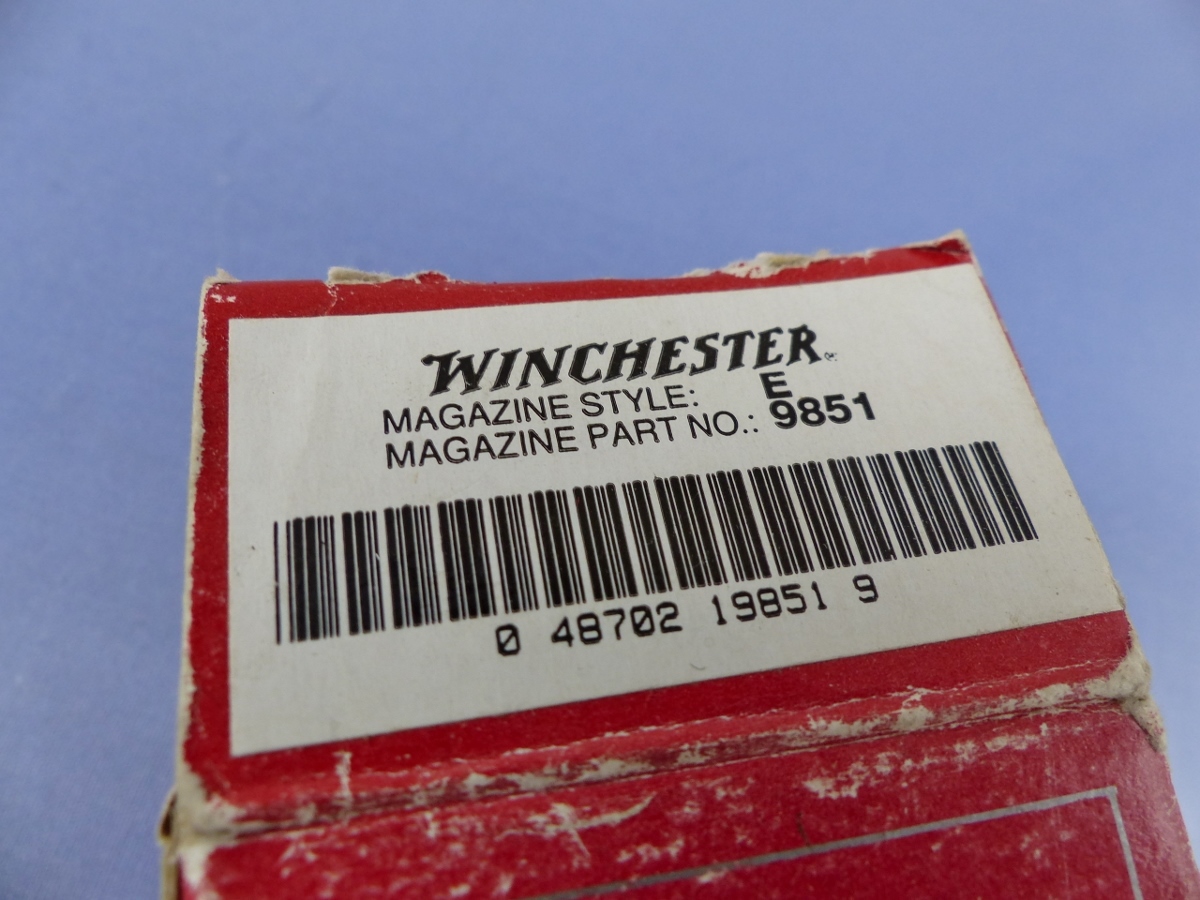 WINCHESTER®
MAGAZINE STYLE: E
MAGAZINE PART NO.: 9851
0 48702 19851 9